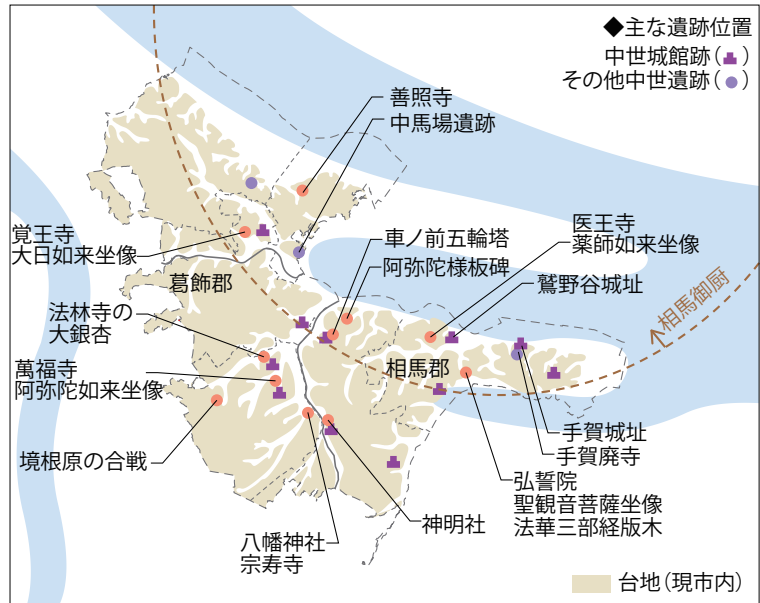 ◆主な遺跡位置
中世城館跡( )
その他中世遺跡( )
善照寺
中馬場遺跡
覚王寺
大日如来坐像
葛飾郡
車ノ前五輪塔
阿弥陀様板碑
医王寺
薬師如来坐像
鷲野谷城址
←相馬御厨
法林寺の
大銀杏
萬福寺
阿弥陀如来坐像
相馬郡
境根原の合戦
手賀城址
手賀廃寺
弘誓院
聖観音菩薩坐像
法華三部経版木
神明社
八幡神社
宗寿寺
台地(現市内)